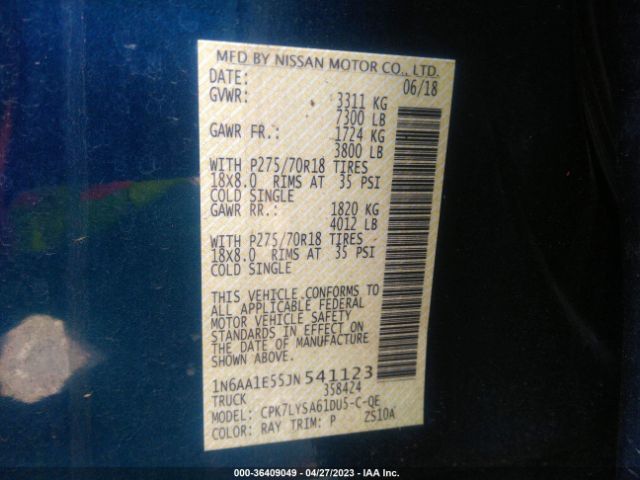 MFD BY NISSAN MOTOR CO., LTD.
DATE: 06/18
GVWR: 3311 KG
7300 LB
GAWR FR.: 1724 KG
3800 LB
WITH P275/70R18 TIRES
18X8.0 RIMS AT 35 PSI
COLD SINGLE
GAWR RR.: 1820 KG
4012 LB
WITH P275/70R18 TIRES
18X8.0 RIMS AT 35 PSI
COLD SINGLE
THIS VEHICLE CONFORMS TO
ALL APPLICABLE FEDERAL
MOTOR VEHICLE SAFETY
STANDARDS IN EFFECT ON
THE DATE OF MANUFACTURE
SHOWN ABOVE.
1N6AA1E55JN541123
TRUCK 358424
MODEL: CPK7LYSA61DU5-C-QE
COLOR: RAY TRIM: P ZS10A
000-36409049 - 04/27/2023 - IAA Inc.